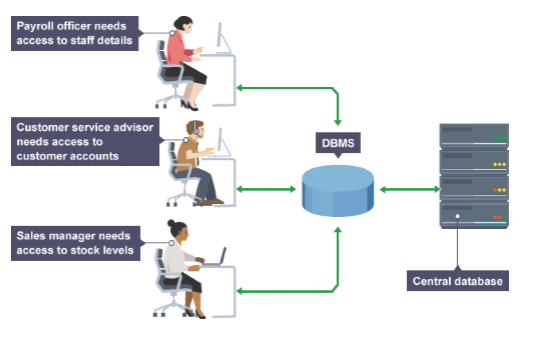 Payroll officer needs
access to staff details
Customer service advisor
needs access to
customer accounts
DBMS
Sales manager needs
access to stock levels
Central database